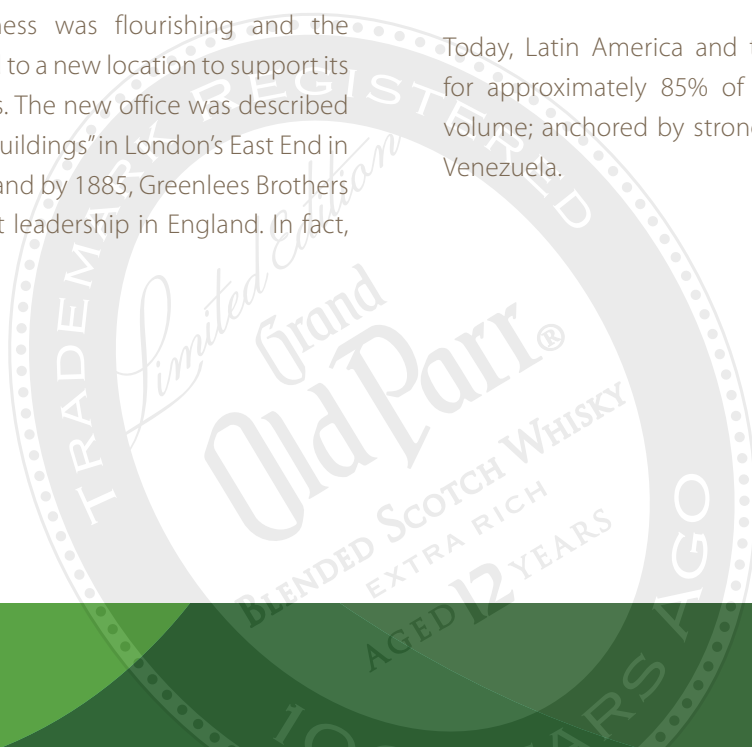 ness was flourishing and the
to a new location to support its
s. The new office was described
uildings” in London’s East End in
and by 1885, Greenlees Brothers
t leadership in England. In fact,
Today, Latin America and t
for approximately 85% of
volume; anchored by strong
Venezuela.
TRADEMARK REGISTERED
Limited Edition
Grand
Old Parr®
BLENDED SCOTCH WHISKY
EXTRA RICH
AGED 12 YEARS
10 YEARS AGO